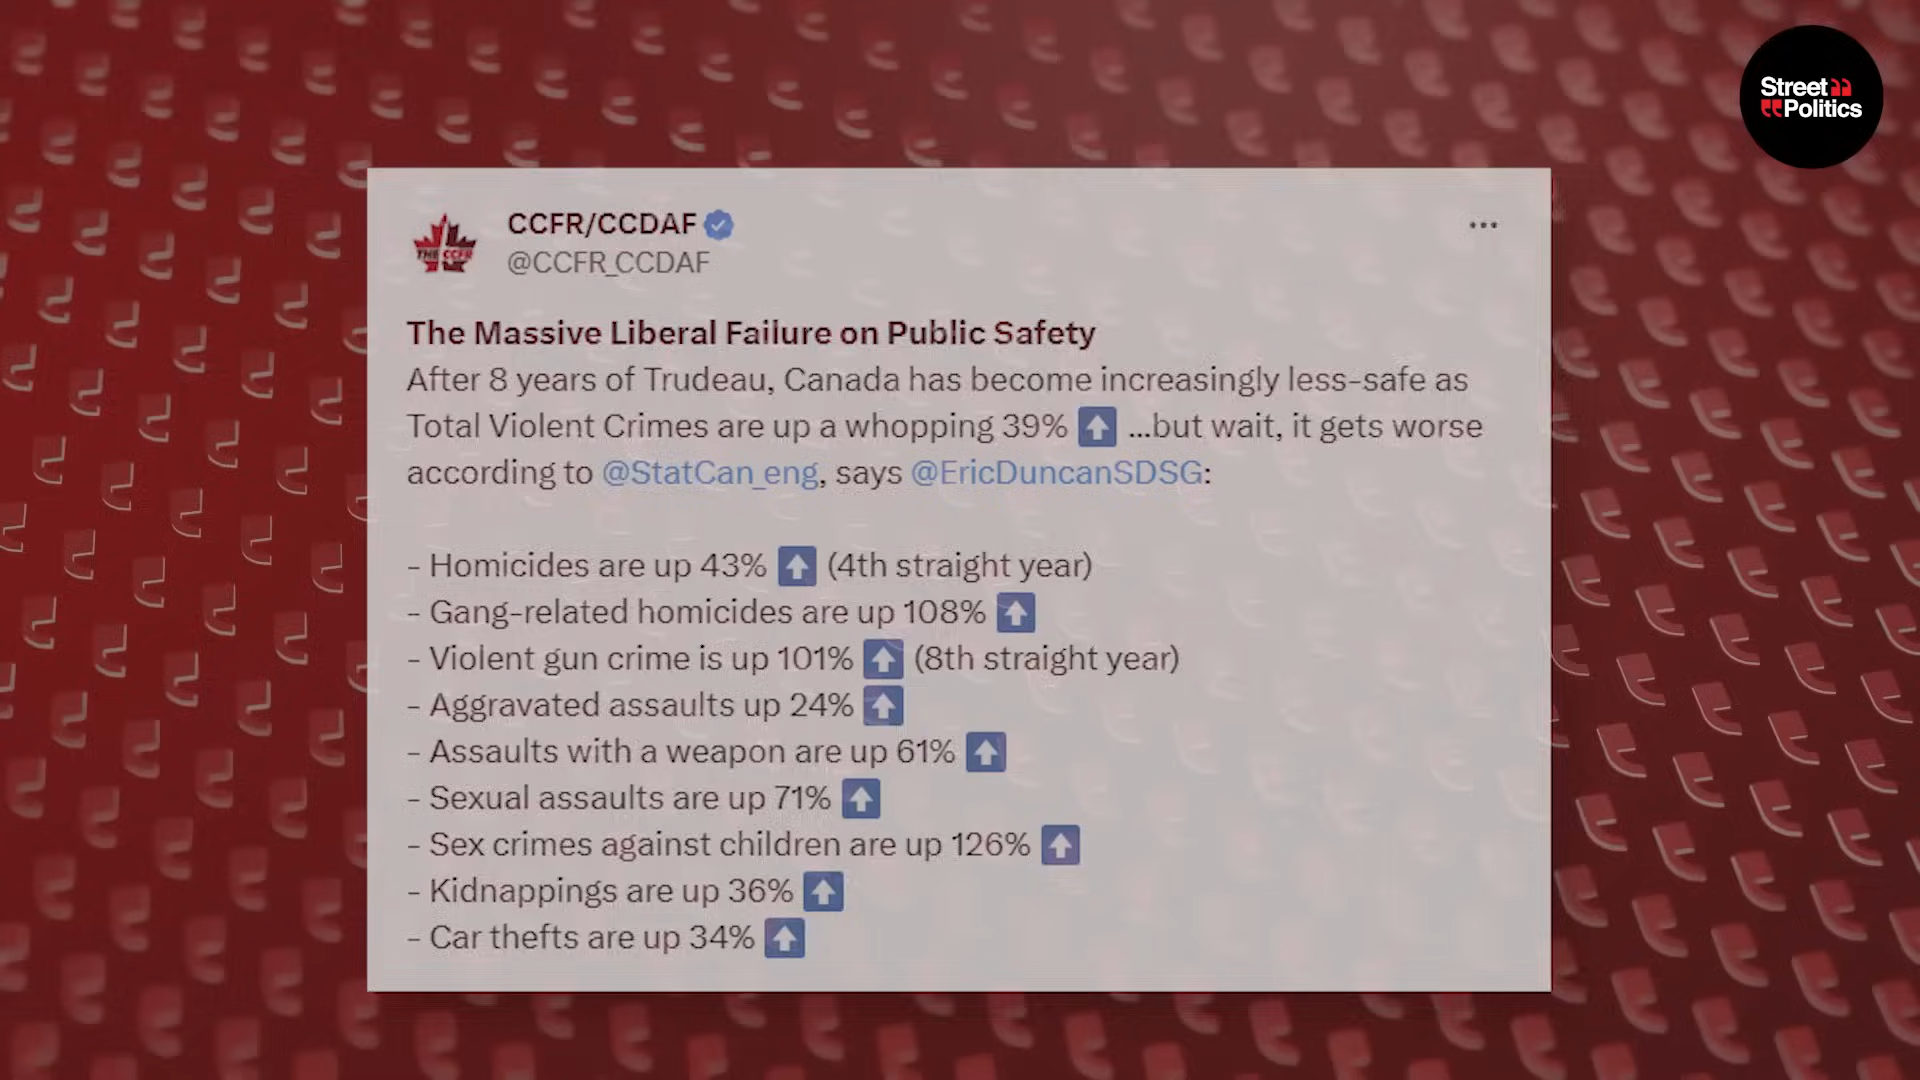 Street
Politics
CCFR/CCDAF
@CCFR_CCDAF
THE CCFR
The Massive Liberal Failure on Public Safety
After 8 years of Trudeau, Canada has become increasingly less-safe as
Total Violent Crimes are up a whopping 39% ⬆️ ...but wait, it gets worse
according to @StatCan_eng, says @EricDuncanSDSG:
- Homicides are up 43% ⬆️ (4th straight year)
- Gang-related homicides are up 108% ⬆️
- Violent gun crime is up 101% ⬆️ (8th straight year)
- Aggravated assaults up 24% ⬆️
- Assaults with a weapon are up 61% ⬆️
- Sexual assaults are up 71% ⬆️
- Sex crimes against children are up 126% ⬆️
- Kidnappings are up 36% ⬆️
- Car thefts are up 34% ⬆️